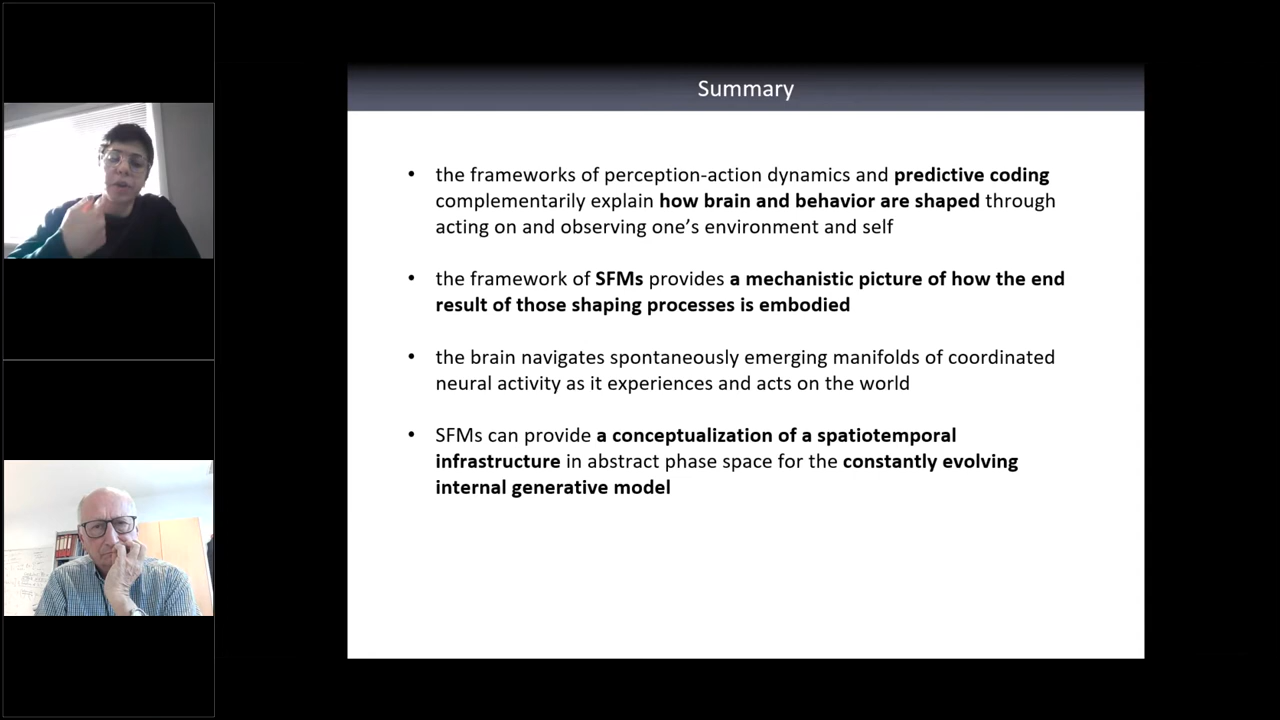 Summary
• the frameworks of perception-action dynamics and predictive coding
complementarily explain how brain and behavior are shaped through
acting on and observing one’s environment and self
• the framework of SFMs provides a mechanistic picture of how the end
result of those shaping processes is embodied
• the brain navigates spontaneously emerging manifolds of coordinated
neural activity as it experiences and acts on the world
• SFMs can provide a conceptualization of a spatiotemporal
infrastructure in abstract phase space for the constantly evolving
internal generative model